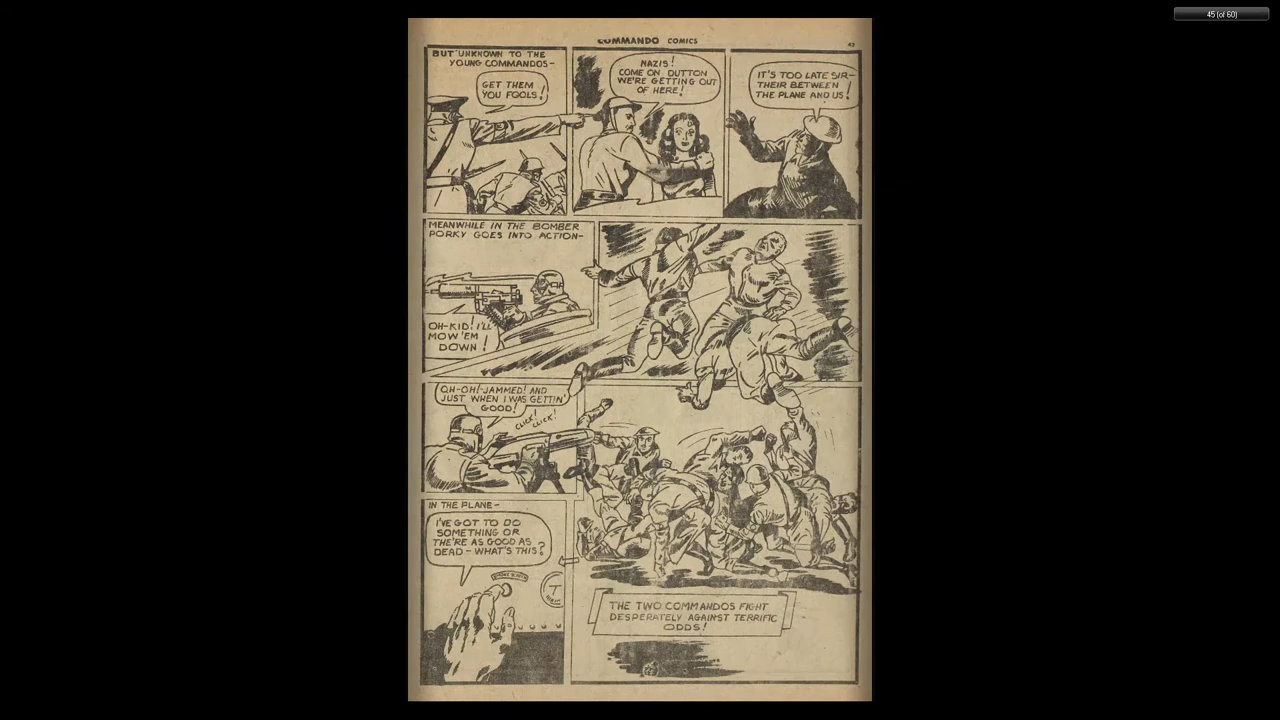 45 (of 60)
COMMANDO COMICS
43
BUT UNKNOWN TO THE
YOUNG COMMANDOS-
GET THEM
YOU FOOLS!
NAZIS!
COME ON DUTTON
WE'RE GETTING OUT
OF HERE!
IT'S TOO LATE SIR-
THEIR BETWEEN
THE PLANE AND US!
MEANWHILE IN THE BOMBER
PORKY GOES INTO ACTION-
OH-KID! I'LL
MOW 'EM
DOWN!
OH-OH!-JAMMED! AND
JUST WHEN I WAS GETTIN'
GOOD!
CLICK!
CLICK!
IN THE PLANE-
I'VE GOT TO DO
SOMETHING OR
THE'RE AS GOOD AS
DEAD-WHAT'S THIS?
THE TWO COMMANDOS FIGHT
DESPERATELY AGAINST TERRIFIC
ODDS!